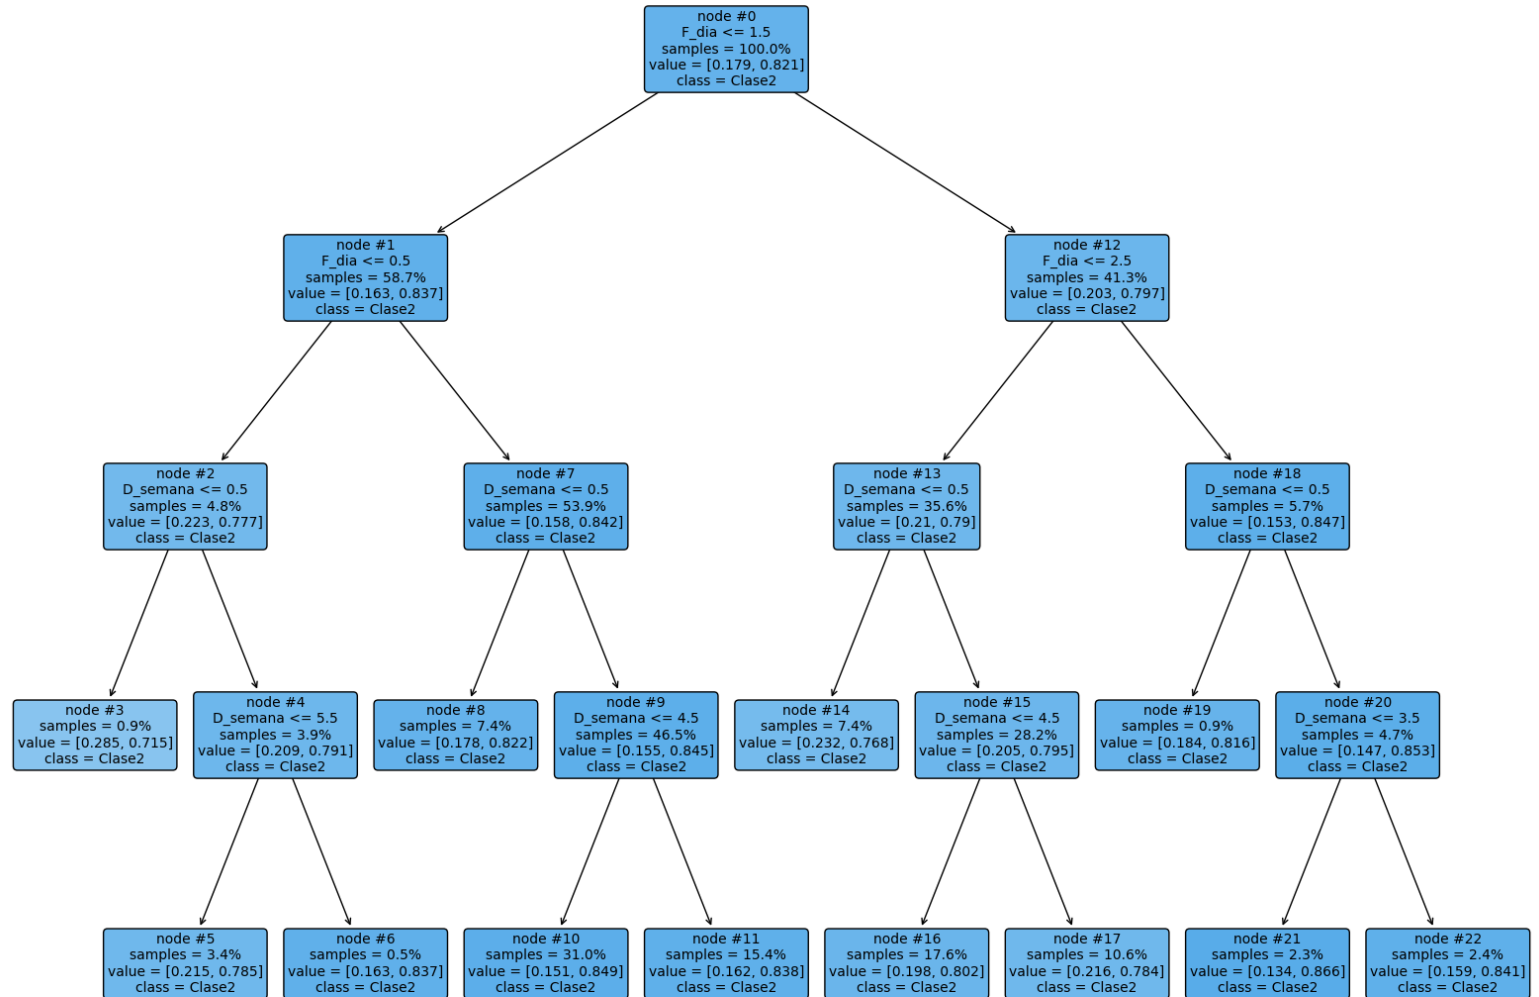 node #0
F_dia <= 1.5
samples = 100.0%
value = [0.179, 0.821]
class = Clase2
node #1
F_dia <= 0.5
samples = 58.7%
value = [0.163, 0.837]
class = Clase2
node #12
F_dia <= 2.5
samples = 41.3%
value = [0.203, 0.797]
class = Clase2
node #2
D_semana <= 0.5
samples = 4.8%
value = [0.223, 0.777]
class = Clase2
node #7
D_semana <= 0.5
samples = 53.9%
value = [0.158, 0.842]
class = Clase2
node #13
D_semana <= 0.5
samples = 35.6%
value = [0.21, 0.79]
class = Clase2
node #18
D_semana <= 0.5
samples = 5.7%
value = [0.153, 0.847]
class = Clase2
node #3
samples = 0.9%
value = [0.285, 0.715]
class = Clase2
node #4
D_semana <= 5.5
samples = 3.9%
value = [0.209, 0.791]
class = Clase2
node #8
samples = 7.4%
value = [0.178, 0.822]
class = Clase2
node #9
D_semana <= 4.5
samples = 46.5%
value = [0.155, 0.845]
class = Clase2
node #14
samples = 7.4%
value = [0.232, 0.768]
class = Clase2
node #15
D_semana <= 4.5
samples = 28.2%
value = [0.205, 0.795]
class = Clase2
node #19
samples = 0.9%
value = [0.184, 0.816]
class = Clase2
node #20
D_semana <= 3.5
samples = 4.7%
value = [0.147, 0.853]
class = Clase2
node #5
samples = 3.4%
value = [0.215, 0.785]
class = Clase2
node #6
samples = 0.5%
value = [0.163, 0.837]
class = Clase2
node #10
samples = 31.0%
value = [0.151, 0.849]
class = Clase2
node #11
samples = 15.4%
value = [0.162, 0.838]
class = Clase2
node #16
samples = 17.6%
value = [0.198, 0.802]
class = Clase2
node #17
samples = 10.6%
value = [0.216, 0.784]
class = Clase2
node #21
samples = 2.3%
value = [0.134, 0.866]
class = Clase2
node #22
samples = 2.4%
value = [0.159, 0.841]
class = Clase2